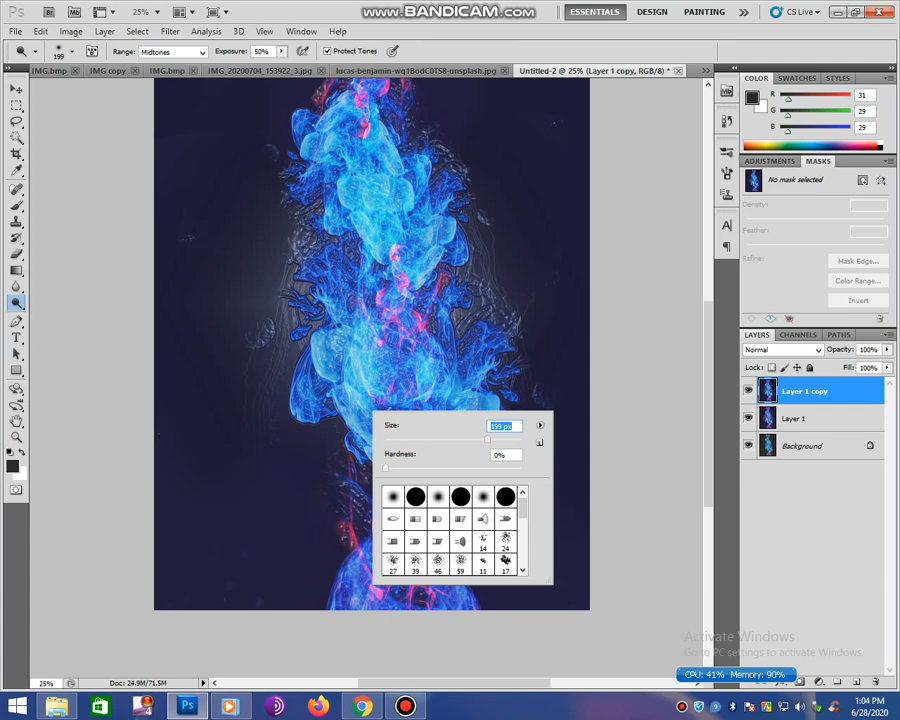 Ps Br Mb 25% www.BANDICAM.com ESSENTIALS DESIGN PAINTING CS Live
File Edit Image Layer Select Filter Analysis 3D View Window Help
199 Range: Midtones Exposure: 50% Protect Tones
IMG.bmp IMG copy IMG.bmp IMG_20200704_153922_3.jpg lucas-benjamin-wq1BodC0TS8-unsplash.jpg Untitled-2 @ 25% (Layer 1 copy, RGB/8) *
COLOR SWATCHES STYLES
R 31
G 29
B 29
ADJUSTMENTS MASKS
No mask selected
Density:
Feather:
Refine: Mask Edge...
Color Range...
Invert
LAYERS CHANNELS PATHS
Normal Opacity: 100%
Lock: Fill: 100%
Layer 1 copy
Layer 1
Background
Size: 199 px
Hardness: 0%
14 24
27 39 46 59 11 17
Activate Windows
Go to PC settings to activate Windows.
CPU: 41% Memory: 90%
25% Doc: 24.9M/71.5M
Ps
1:04 PM
6/28/2020